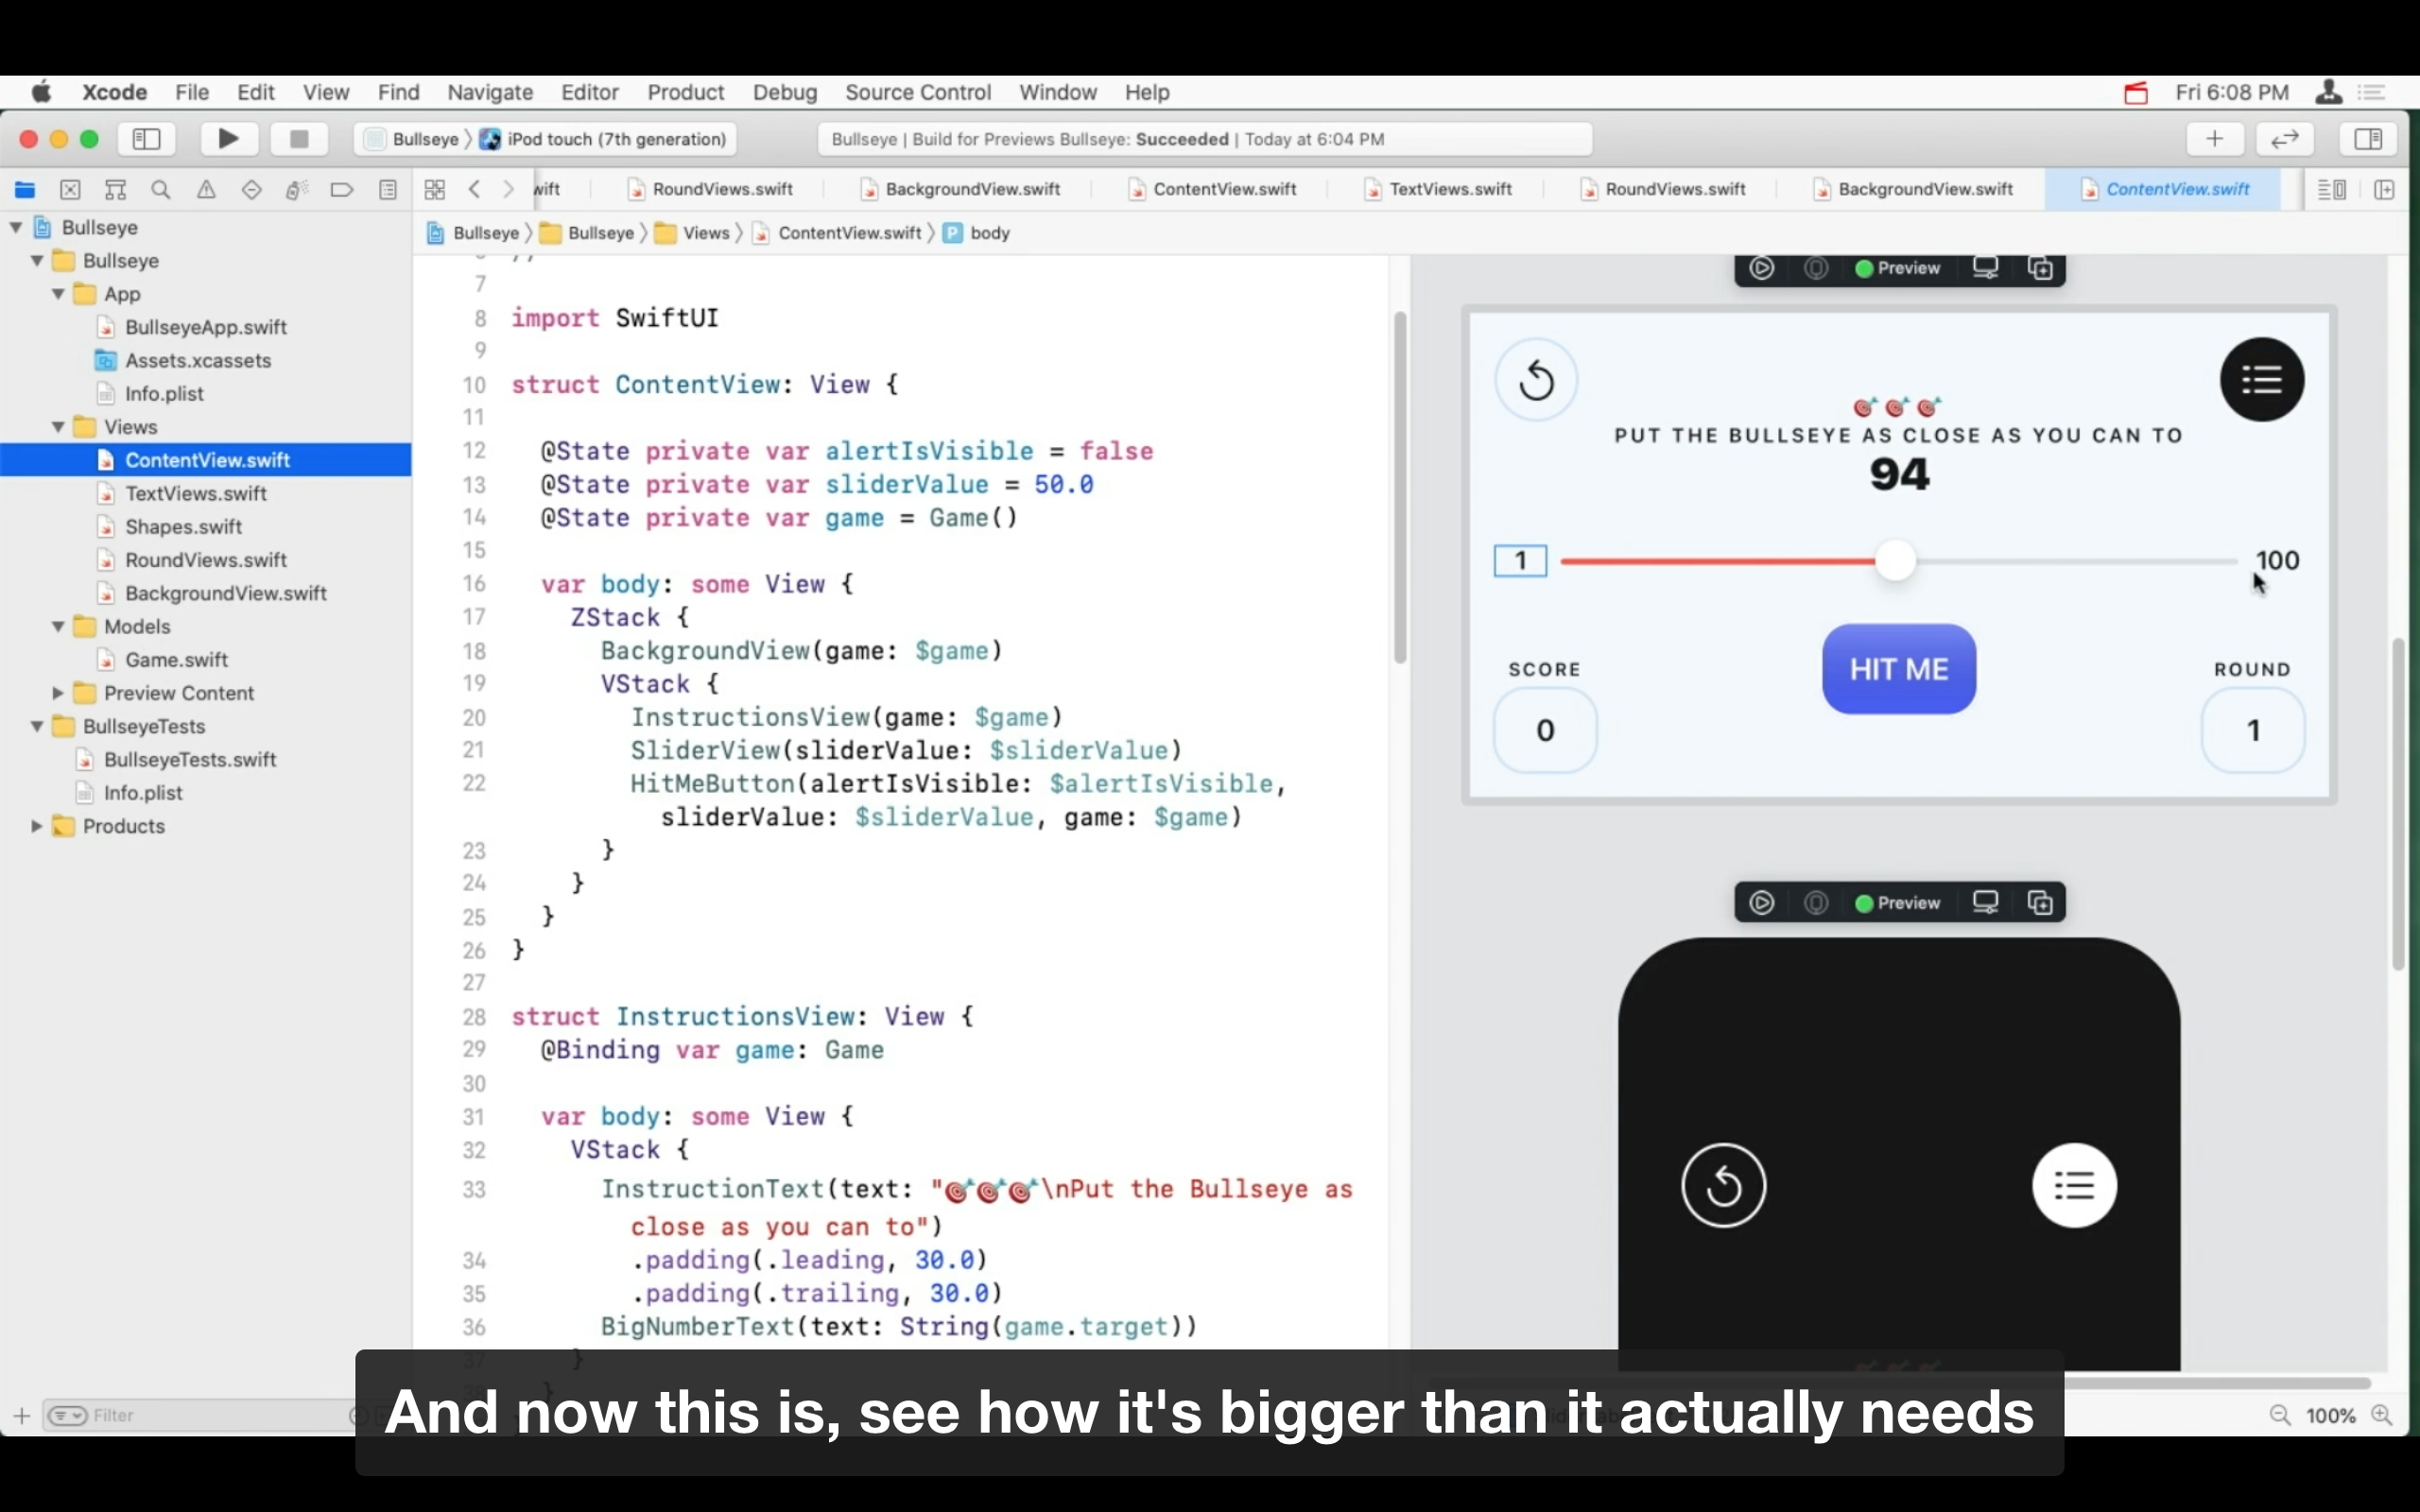 Xcode File Edit View Find Navigate Editor Product Debug Source Control Window Help Fri 6:08 PM
Bullseye iPod touch (7th generation) Bullseye | Build for Previews Bullseye: Succeeded | Today at 6:04 PM
wift RoundViews.swift BackgroundView.swift ContentView.swift TextViews.swift RoundViews.swift BackgroundView.swift ContentView.swift
Bullseye Bullseye Views ContentView.swift P body
Bullseye
Bullseye
App
BullseyeApp.swift
Assets.xcassets
Info.plist
Views
ContentView.swift
TextViews.swift
Shapes.swift
RoundViews.swift
BackgroundView.swift
Models
Game.swift
Preview Content
BullseyeTests
BullseyeTests.swift
Info.plist
Products
Filter
7
8 import SwiftUI
9
10 struct ContentView: View {
11
12 @State private var alertIsVisible = false
13 @State private var sliderValue = 50.0
14 @State private var game = Game()
15
16 var body: some View {
17 ZStack {
18 BackgroundView(game: $game)
19 VStack {
20 InstructionsView(game: $game)
21 SliderView(sliderValue: $sliderValue)
22 HitMeButton(alertIsVisible: $alertIsVisible,
sliderValue: $sliderValue, game: $game)
23 }
24 }
25 }
26 }
27
28 struct InstructionsView: View {
29 @Binding var game: Game
30
31 var body: some View {
32 VStack {
33 InstructionText(text: "🎯🎯🎯\nPut the Bullseye as
close as you can to")
34 .padding(.leading, 30.0)
35 .padding(.trailing, 30.0)
36 BigNumberText(text: String(game.target))
37 }
Preview
🎯🎯🎯
PUT THE BULLSEYE AS CLOSE AS YOU CAN TO
94
1 100
HIT ME
SCORE ROUND
0 1
Preview
100%
And now this is, see how it's bigger than it actually needs